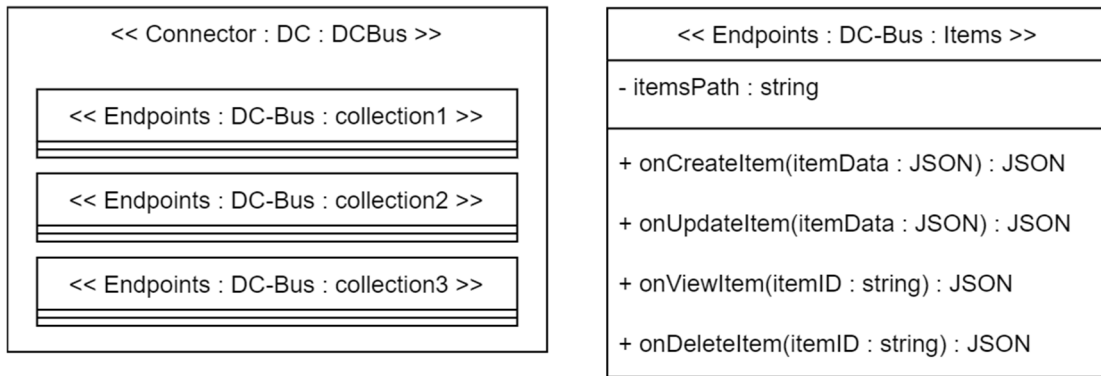 << Connector : DC : DCBus >>
<< Endpoints : DC-Bus : collection1 >>
<< Endpoints : DC-Bus : collection2 >>
<< Endpoints : DC-Bus : collection3 >>
<< Endpoints : DC-Bus : Items >>
- itemsPath : string
+ onCreateItem(itemData : JSON) : JSON
+ onUpdateItem(itemData : JSON) : JSON
+ onViewItem(itemID : string) : JSON
+ onDeleteItem(itemID : string) : JSON